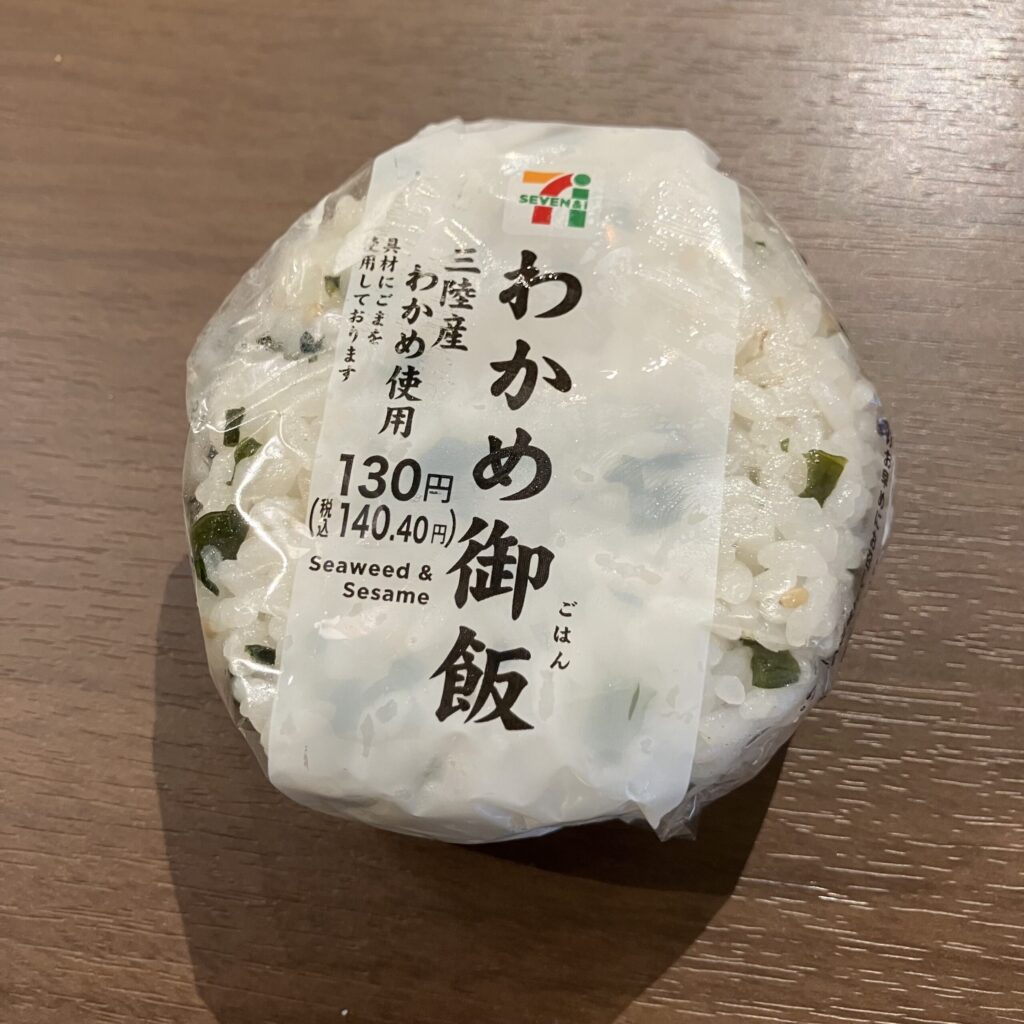 SEVEN&i
わかめ御飯
ごはん
三陸産
わかめ使用
具材にごまを
使用しております
130円
(税込140.40円)
Seaweed &
Sesame